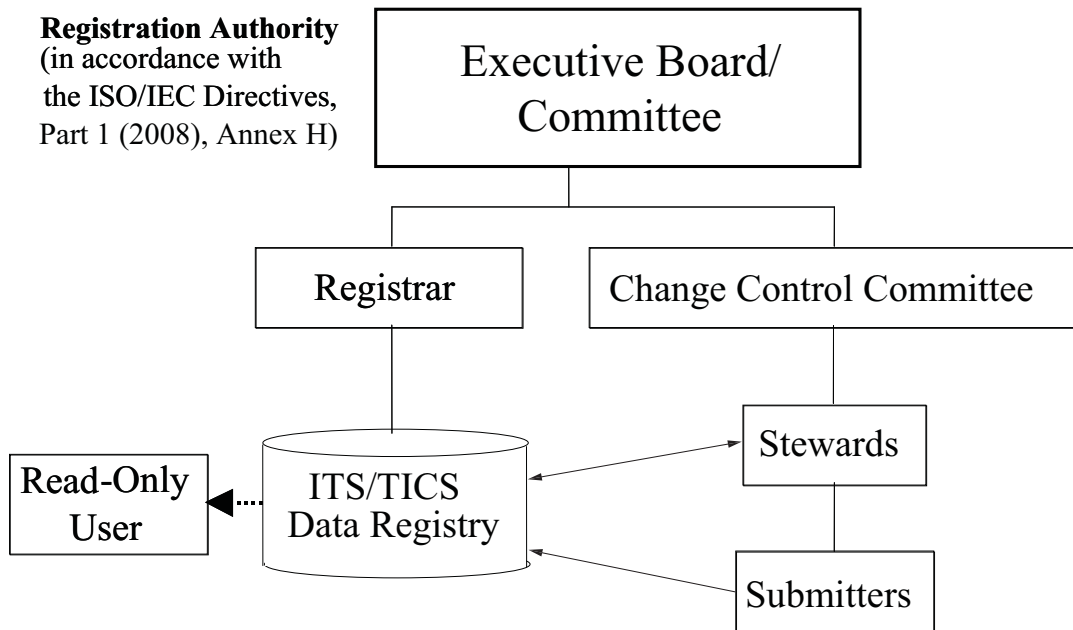 Registration Authority
(in accordance with
the ISO/IEC Directives,
Part 1 (2008), Annex H)
Executive Board/
Committee
Registrar
Change Control Committee
Stewards
ITS/TICS
Data Registry
Read-Only
User
Submitters